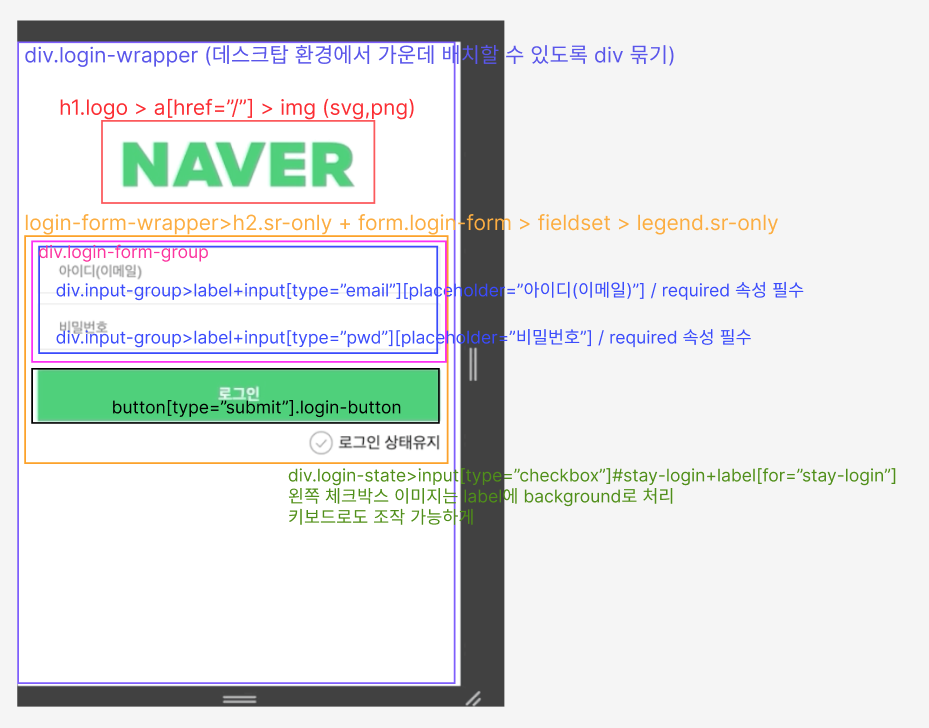 div.login-wrapper (데스크탑 환경에서 가운데 배치할 수 있도록 div 묶기)
h1.logo > a[href=”/”] > img (svg,png)
NAVER
login-form-wrapper>h2.sr-only + form.login-form > fieldset > legend.sr-only
div.login-form-group
아이디(이메일)
div.input-group>label+input[type=”email”][placeholder=”아이디(이메일)”] / required 속성 필수
비밀번호
div.input-group>label+input[type=”pwd”][placeholder=”비밀번호”] / required 속성 필수
로그인
button[type=”submit”].login-button
로그인 상태유지
div.login-state>input[type=”checkbox”]#stay-login+label[for=”stay-login”]
왼쪽 체크박스 이미지는 label에 background로 처리
키보드로도 조작 가능하게